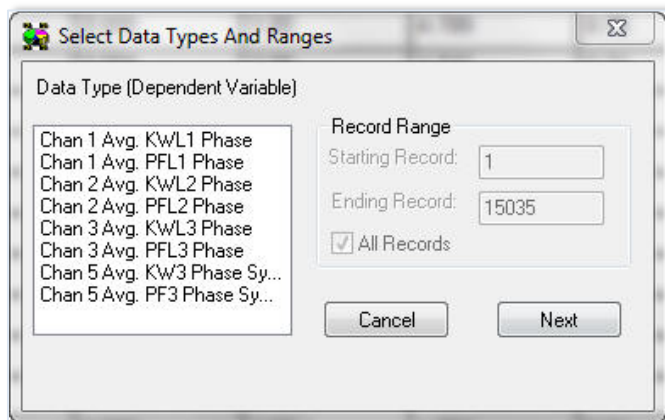 Select Data Types And Ranges
Data Type (Dependent Variable)
Chan 1 Avg. KWL1 Phase
Chan 1 Avg. PFL1 Phase
Chan 2 Avg. KWL2 Phase
Chan 2 Avg. PFL2 Phase
Chan 3 Avg. KWL3 Phase
Chan 3 Avg. PFL3 Phase
Chan 5 Avg. KW3 Phase Sy...
Chan 5 Avg. PF3 Phase Sy...
Record Range
Starting Record: 1
Ending Record: 15035
All Records
Cancel Next